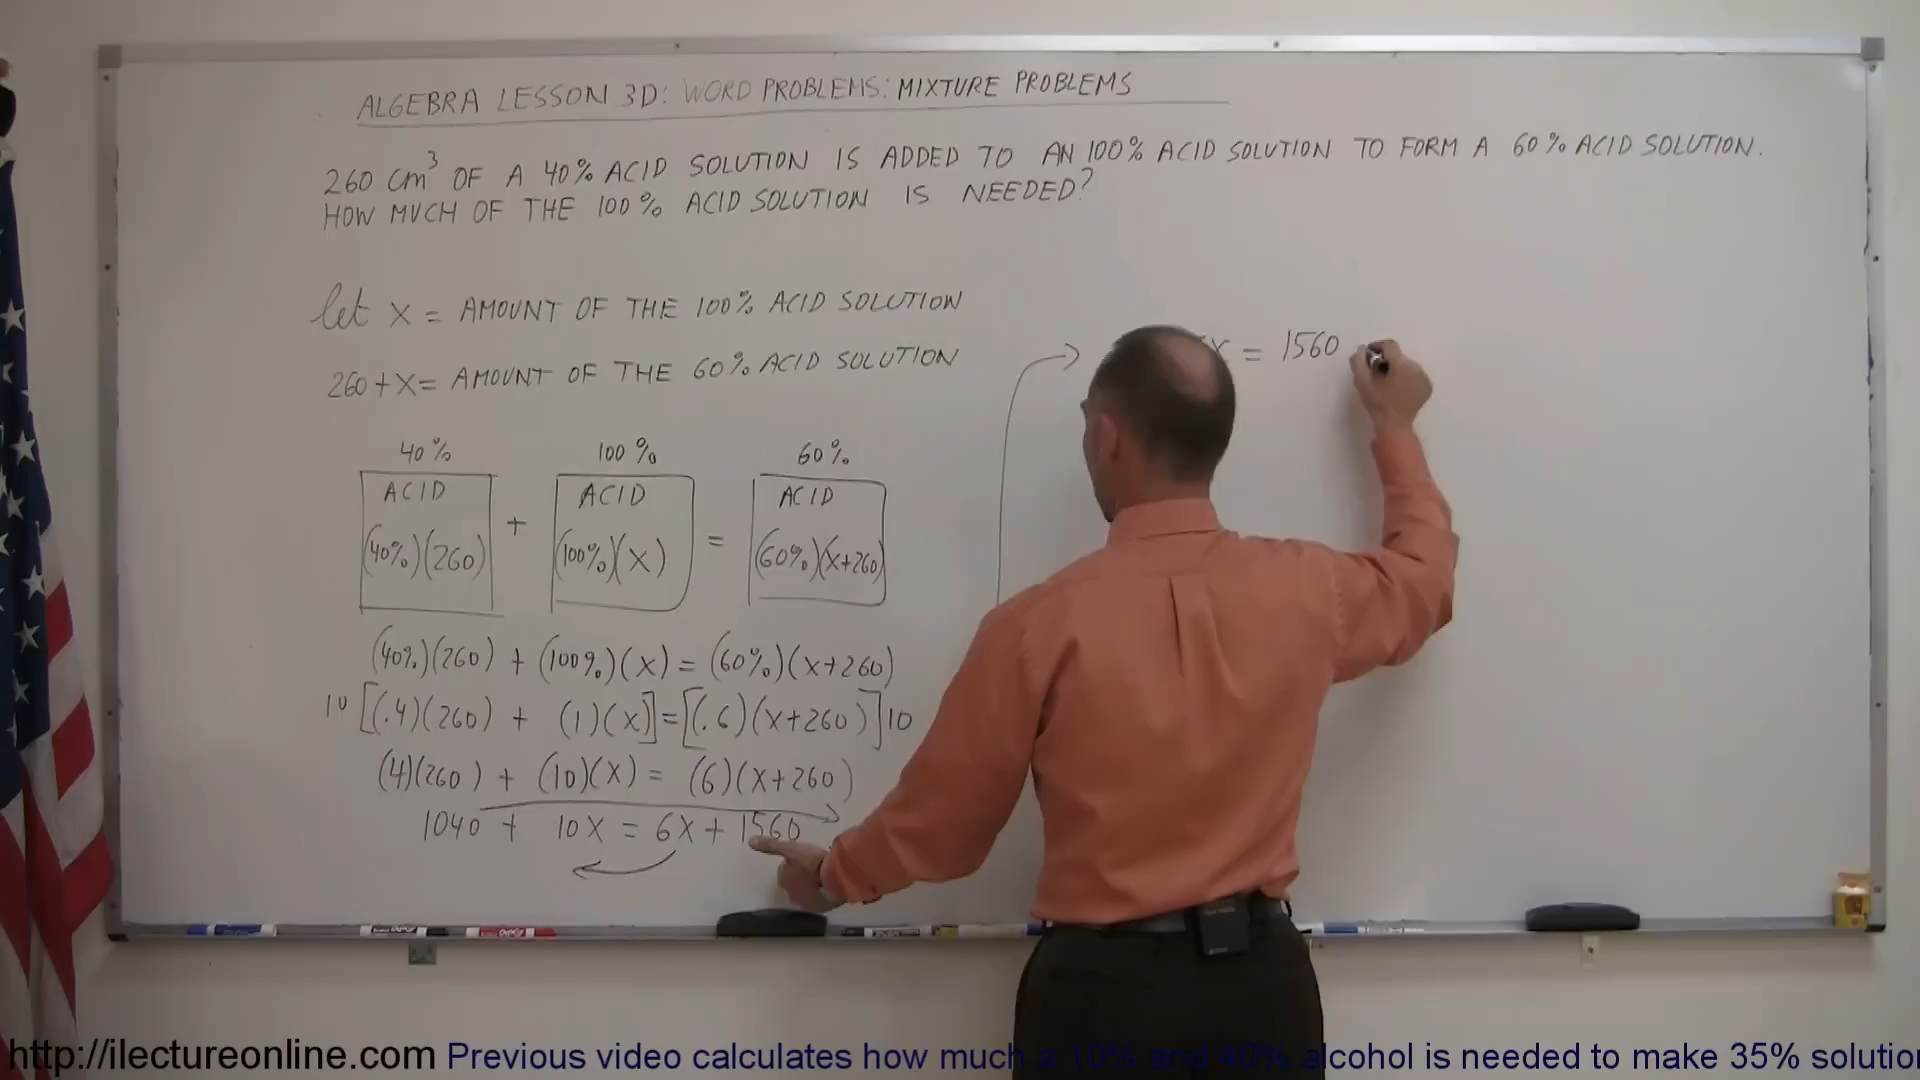 ALGEBRA LESSON 3D: WORD PROBLEMS: MIXTURE PROBLEMS
260 cm³ OF A 40% ACID SOLUTION IS ADDED TO AN 100% ACID SOLUTION TO FORM A 60% ACID SOLUTION.
HOW MUCH OF THE 100% ACID SOLUTION IS NEEDED?
let X = AMOUNT OF THE 100% ACID SOLUTION
260+X= AMOUNT OF THE 60% ACID SOLUTION
40% 100% 60%
ACID ACID ACID
(40%)(260) + (100%)(X) = (60%)(X+260)
(40%)(260) + (100%)(X) = (60%)(X+260)
10[(.4)(260) + (1)(X)]=[(.6)(X+260)]10
(4)(260) + (10)(X) = (6)(X+260)
1040 + 10X = 6X + 1560
X = 1560
http://ilectureonline.com Previous video calculates how much a 10% and 40% alcohol is needed to make 35% solutio